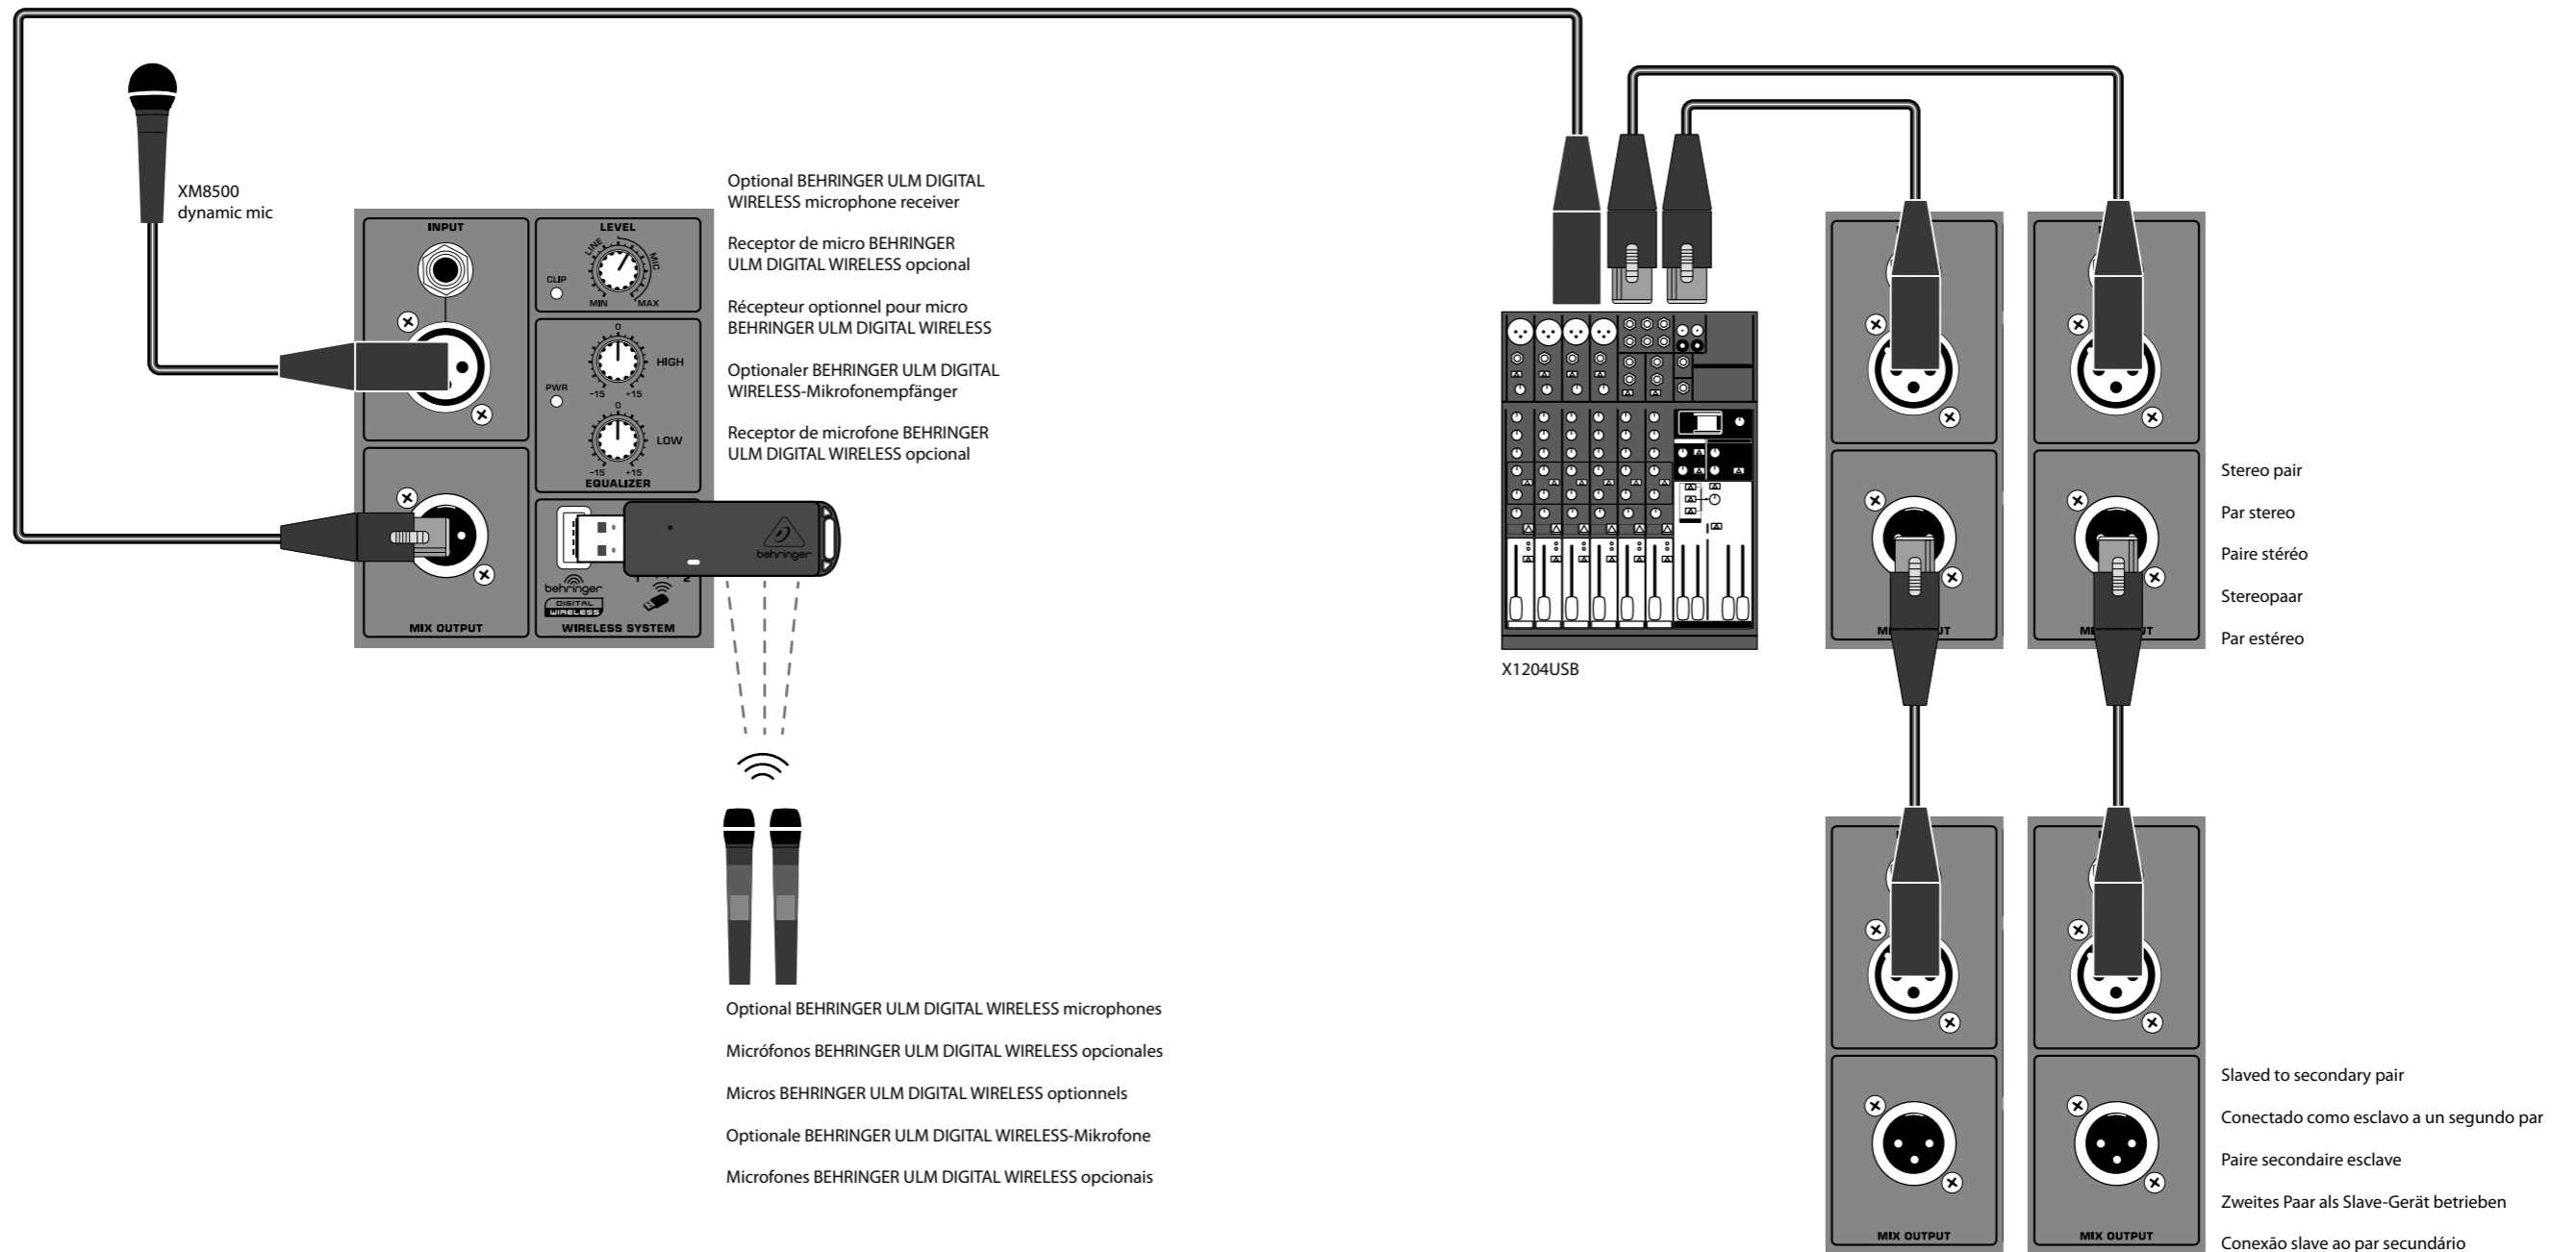 XM8500
dynamic mic
INPUT
LEVEL
LINE
MIC
CLIP
MIN
MAX
0
HIGH
PWR
-15
+15
0
LOW
-15
+15
EQUALIZER
MIX OUTPUT
behringer
behringer
DIGITAL
WIRELESS
1
2
WIRELESS SYSTEM
Optional BEHRINGER ULM DIGITAL
WIRELESS microphone receiver
Receptor de micro BEHRINGER
ULM DIGITAL WIRELESS opcional
Récepteur optionnel pour micro
BEHRINGER ULM DIGITAL WIRELESS
Optionaler BEHRINGER ULM DIGITAL
WIRELESS-Mikrofonempfänger
Receptor de microfone BEHRINGER
ULM DIGITAL WIRELESS opcional
Optional BEHRINGER ULM DIGITAL WIRELESS microphones
Micrófonos BEHRINGER ULM DIGITAL WIRELESS opcionales
Micros BEHRINGER ULM DIGITAL WIRELESS optionnels
Optionale BEHRINGER ULM DIGITAL WIRELESS-Mikrofone
Microfones BEHRINGER ULM DIGITAL WIRELESS opcionais
X1204USB
Stereo pair
Par stereo
Paire stéréo
Stereopaar
Par estéreo
MIX OUTPUT
MIX OUTPUT
Slaved to secondary pair
Conectado como esclavo a un segundo par
Paire secondaire esclave
Zweites Paar als Slave-Gerät betrieben
Conexão slave ao par secundário